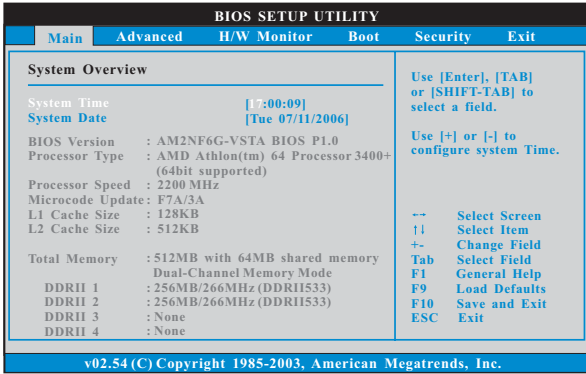 BIOS SETUP UTILITY
Main Advanced H/W Monitor Boot Security Exit
System Overview
System Time [17:00:09]
System Date [Tue 07/11/2006]
BIOS Version : AM2NF6G-VSTA BIOS P1.0
Processor Type : AMD Athlon(tm) 64 Processor 3400+
(64bit supported)
Processor Speed : 2200 MHz
Microcode Update : F7A/3A
L1 Cache Size : 128KB
L2 Cache Size : 512KB
Total Memory : 512MB with 64MB shared memory
Dual-Channel Memory Mode
DDRII 1 : 256MB/266MHz (DDRII533)
DDRII 2 : 256MB/266MHz (DDRII533)
DDRII 3 : None
DDRII 4 : None
Use [Enter], [TAB]
or [SHIFT-TAB] to
select a field.
Use [+] or [-] to
configure system Time.
←→ Select Screen
↑↓ Select Item
+- Change Field
Tab Select Field
F1 General Help
F9 Load Defaults
F10 Save and Exit
ESC Exit
v02.54 (C) Copyright 1985-2003, American Megatrends, Inc.